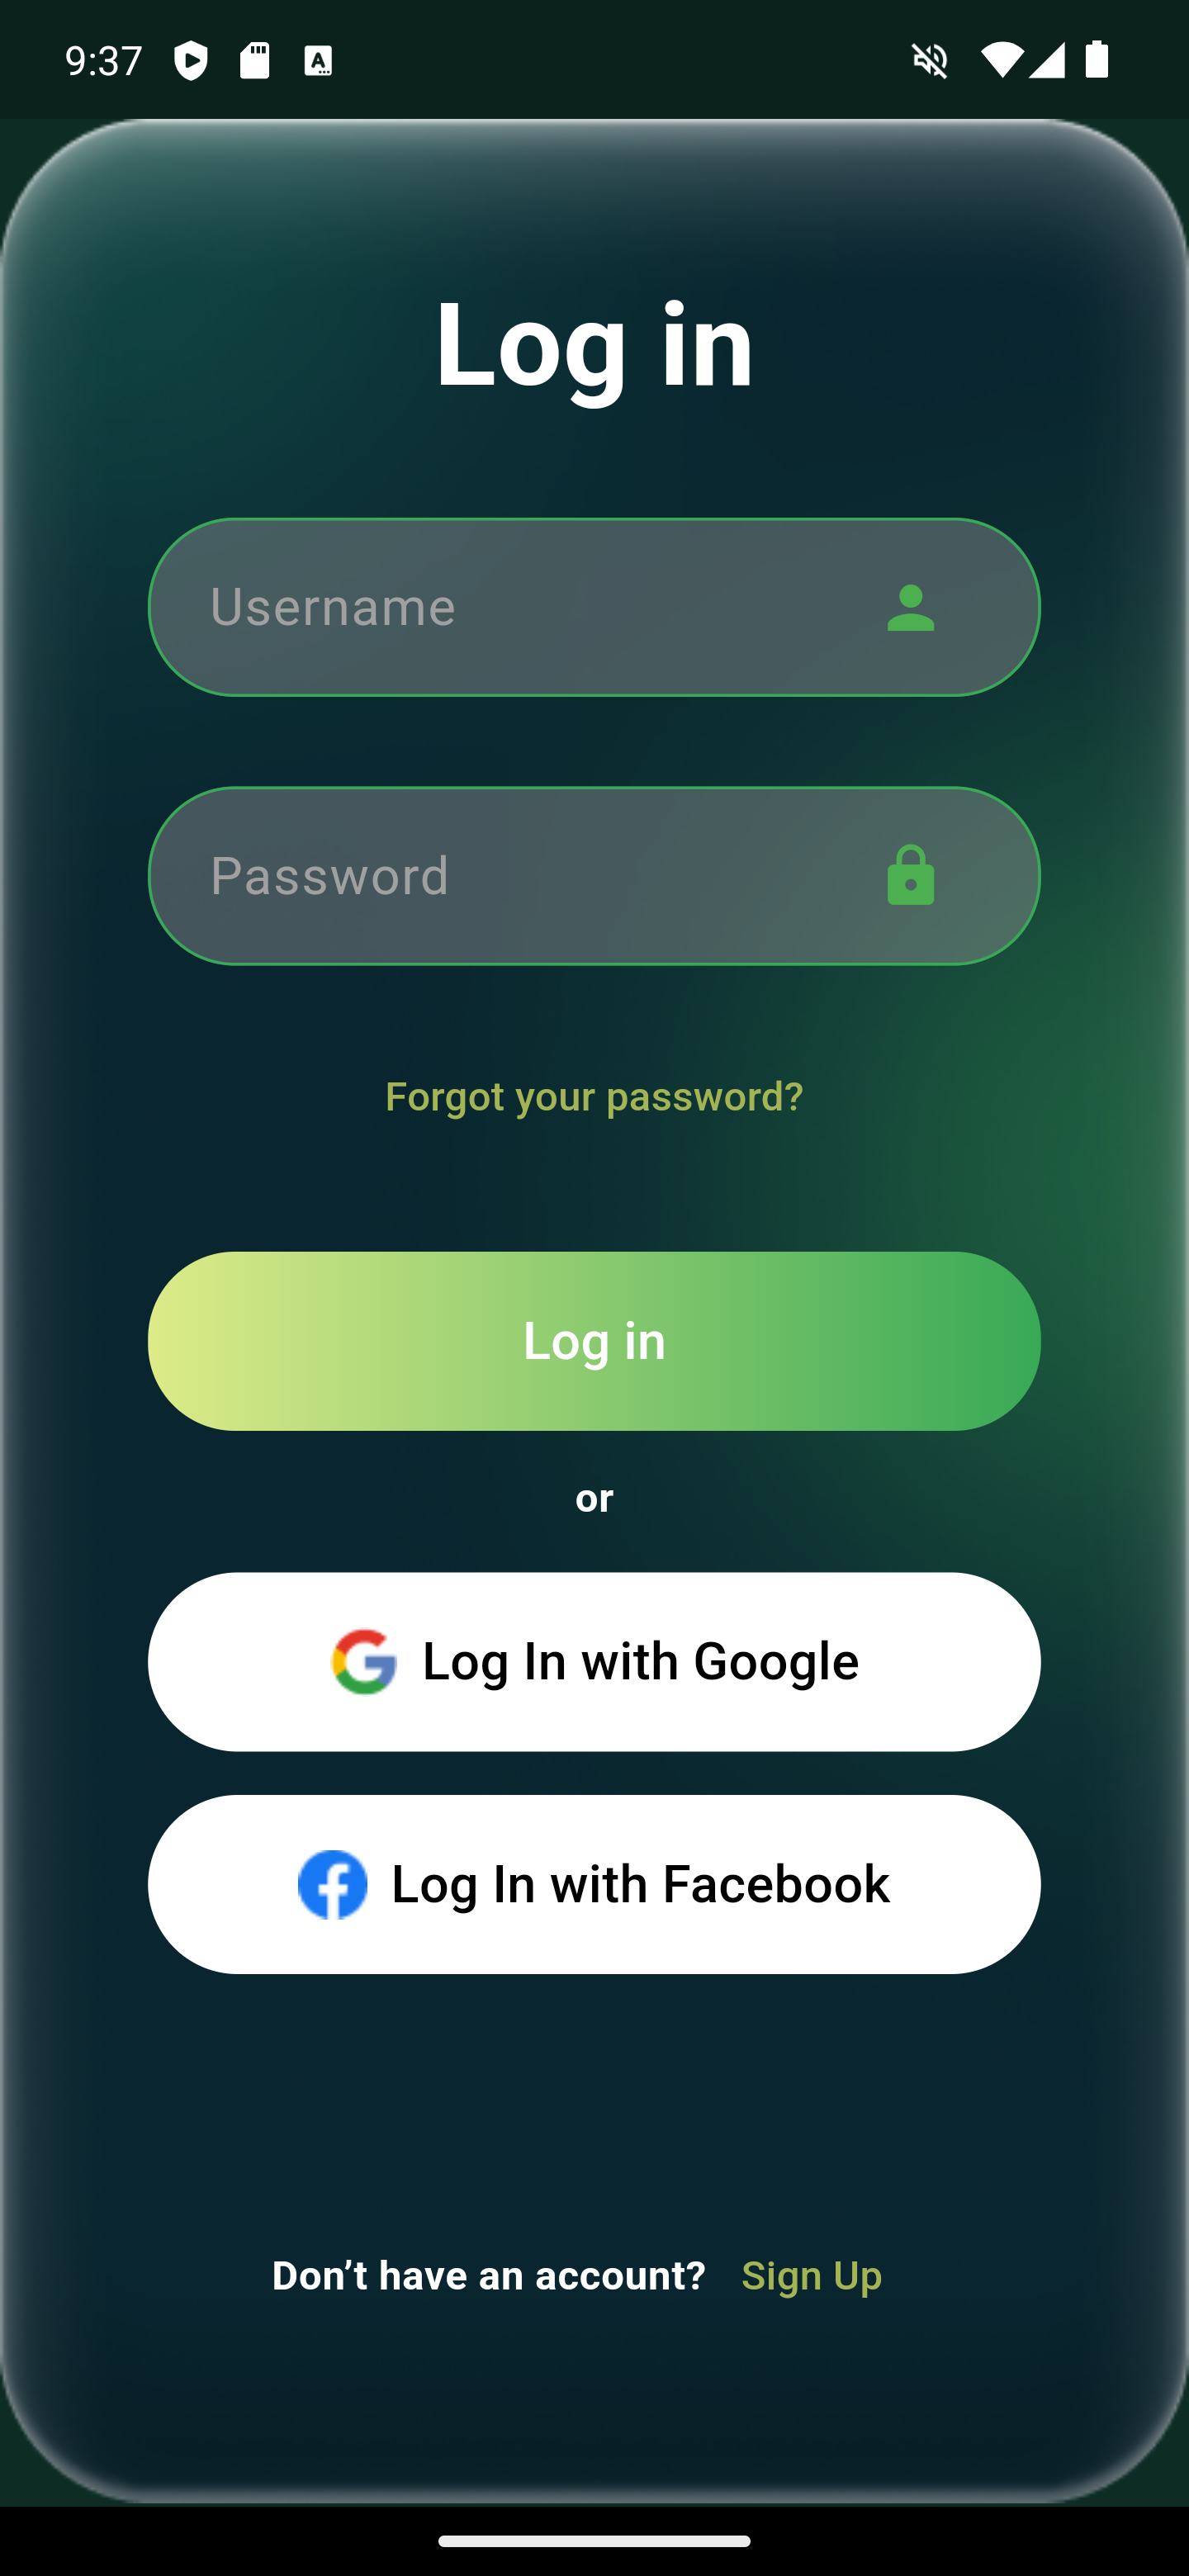 9:37
Log in
Username
Password
Forgot your password?
Log in
or
Log In with Google
Log In with Facebook
Don’t have an account? Sign Up